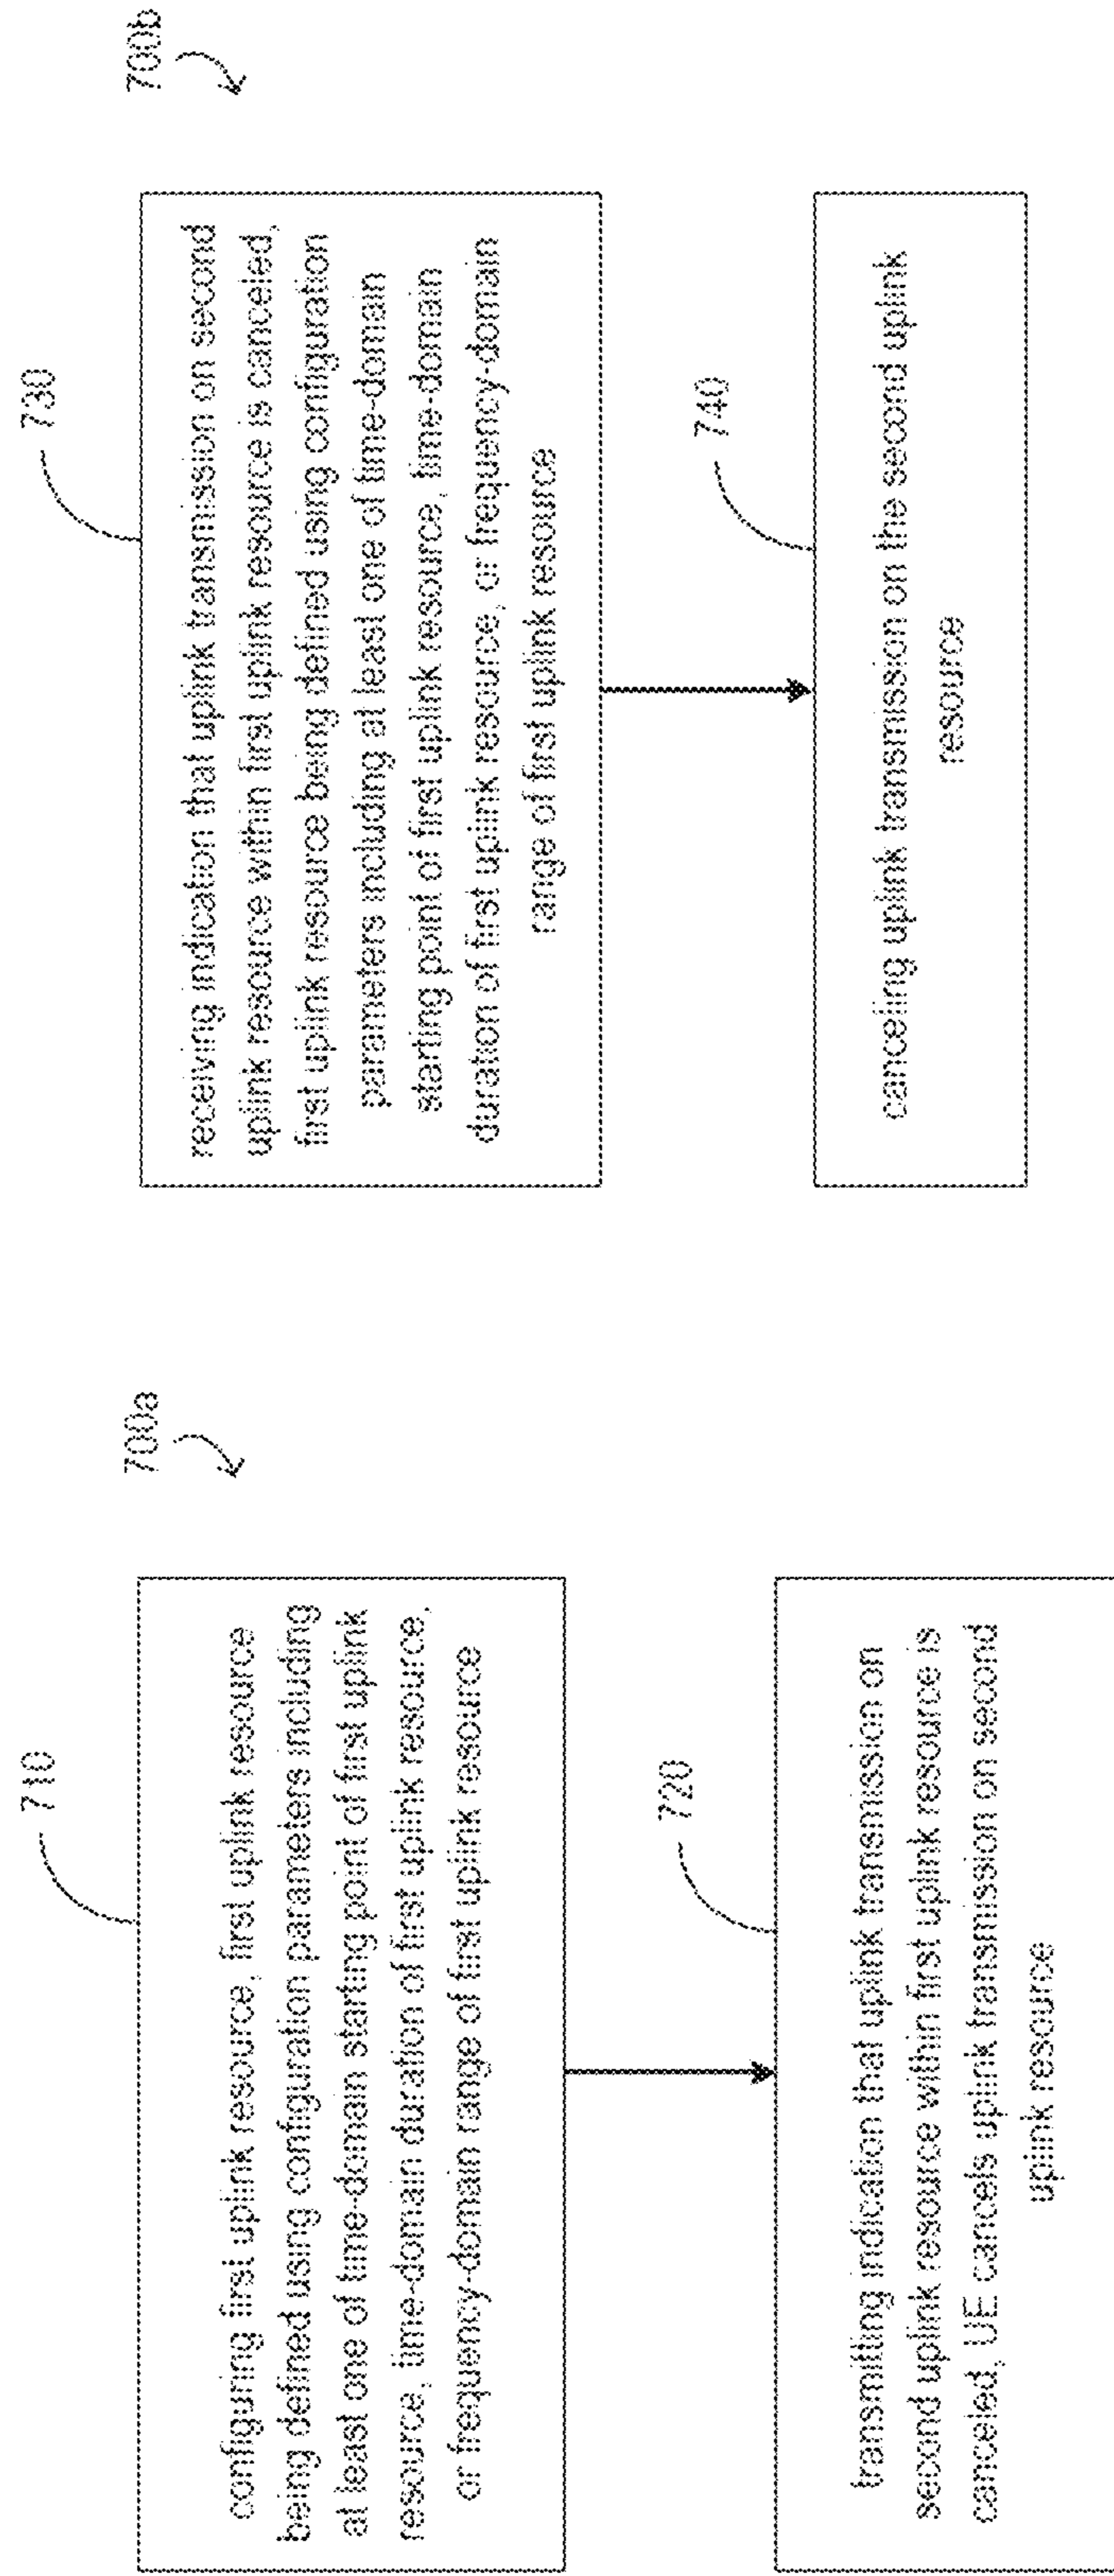 700a
710
configuring first uplink resource, first uplink resource
being defined using configuration parameters including
at least one of time-domain starting point of first uplink
resource, time-domain duration of first uplink resource,
or frequency-domain range of first uplink resource
720
transmitting indication that uplink transmission on
second uplink resource within first uplink resource is
canceled, UE cancels uplink transmission on second
uplink resource
700b
730
receiving indication that uplink transmission on second
uplink resource within first uplink resource is canceled,
first uplink resource being defined using configuration
parameters including at least one of time-domain
starting point of first uplink resource, time-domain
duration of first uplink resource, or frequency-domain
range of first uplink resource
740
canceling uplink transmission on the second uplink
resource